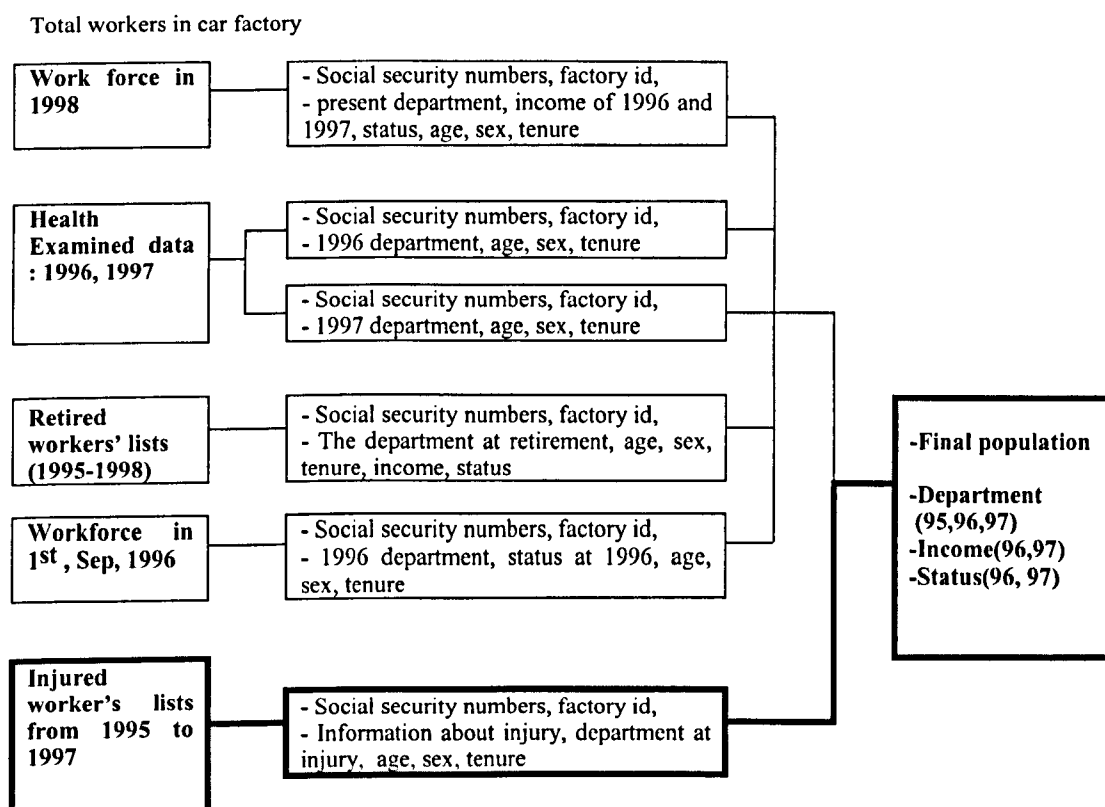 Total workers in car factory
Work force in
1998
- Social security numbers, factory id,
- present department, income of 1996 and
1997, status, age, sex, tenure
Health
Examined data
: 1996, 1997
- Social security numbers, factory id,
- 1996 department, age, sex, tenure
- Social security numbers, factory id,
- 1997 department, age, sex, tenure
Retired
workers' lists
(1995-1998)
- Social security numbers, factory id,
- The department at retirement, age, sex,
tenure, income, status
Workforce in
1st , Sep, 1996
- Social security numbers, factory id,
- 1996 department, status at 1996, age,
sex, tenure
Injured
worker's lists
from 1995 to
1997
- Social security numbers, factory id,
- Information about injury, department at
injury, age, sex, tenure
-Final population
-Department
(95,96,97)
-Income(96,97)
-Status(96, 97)